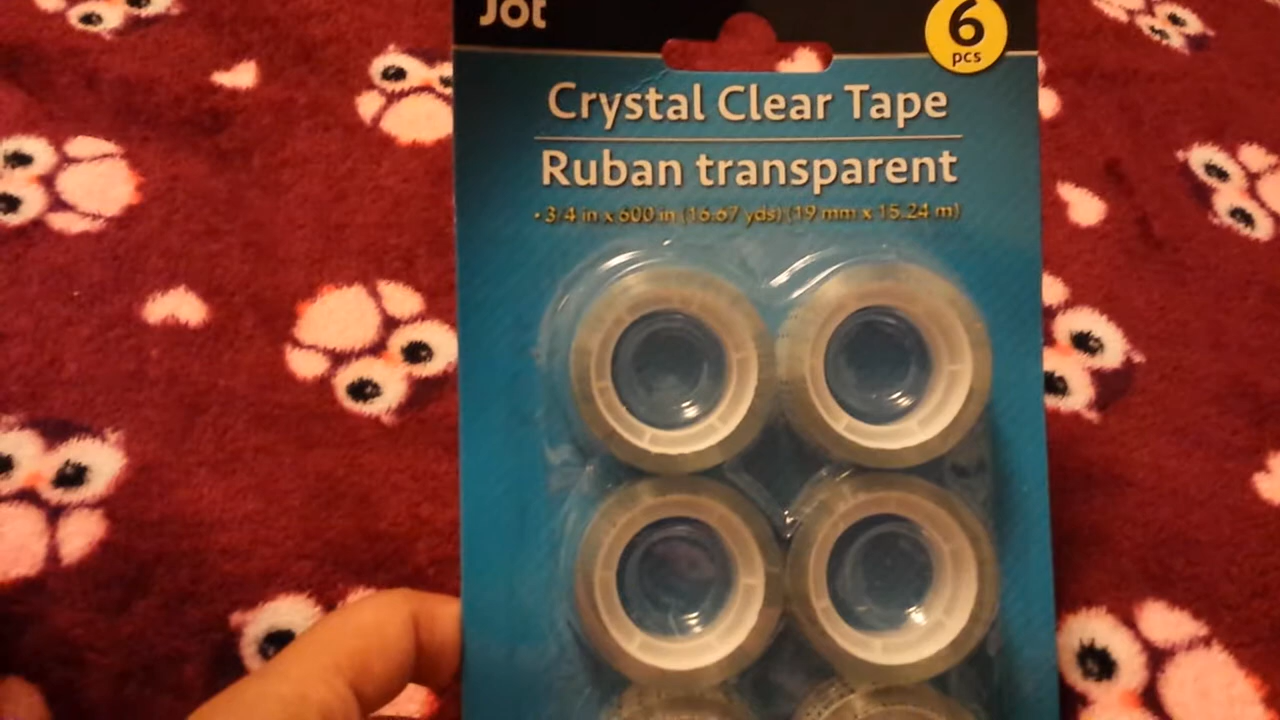 Jot
6
pcs
Crystal Clear Tape
Ruban transparent
• 3/4 in x 600 in (16.67 yds) (19 mm x 15.24 m)